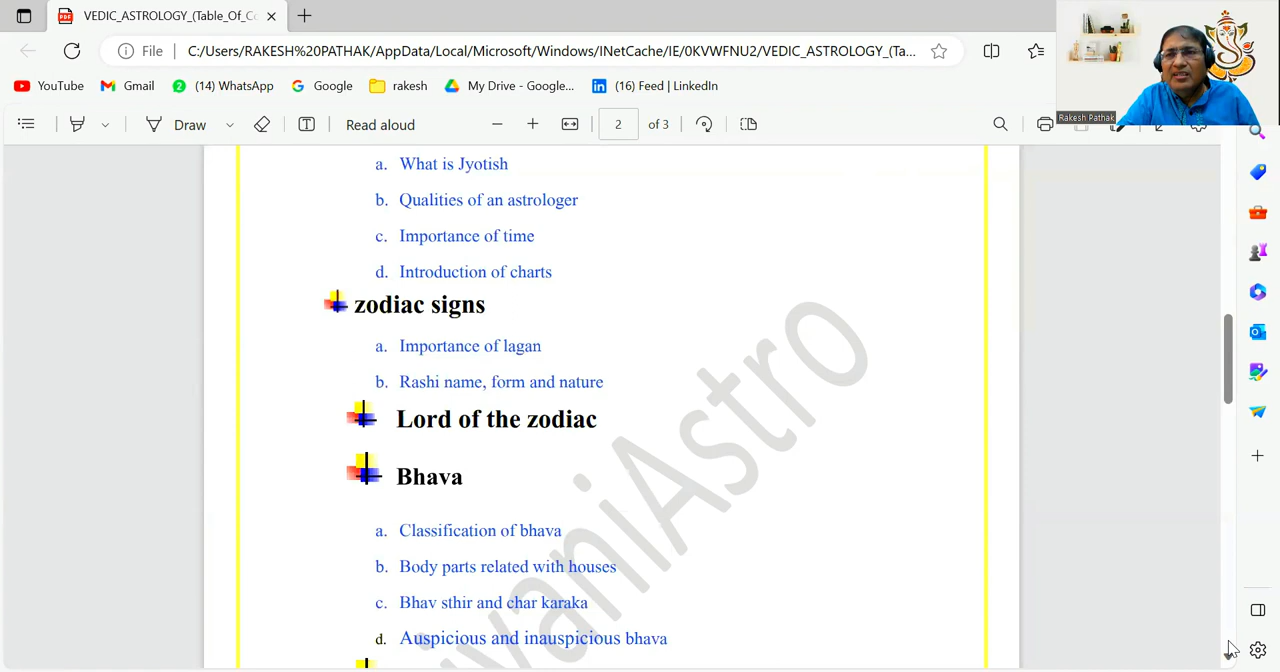 VEDIC_ASTROLOGY_(Table_Of_Co
File
C:/Users/RAKESH%20PATHAK/AppData/Local/Microsoft/Windows/INetCache/IE/0KVWFNU2/VEDIC_ASTROLOGY_(Ta...
YouTube
Gmail
(14) WhatsApp
Google
rakesh
My Drive - Google...
(16) Feed | LinkedIn
Rakesh Pathak
Draw
Read aloud
2 of 3
a. What is Jyotish
b. Qualities of an astrologer
c. Importance of time
d. Introduction of charts
zodiac signs
a. Importance of lagan
b. Rashi name, form and nature
Lord of the zodiac
Bhava
a. Classification of bhava
b. Body parts related with houses
c. Bhav sthir and char karaka
d. Auspicious and inauspicious bhava